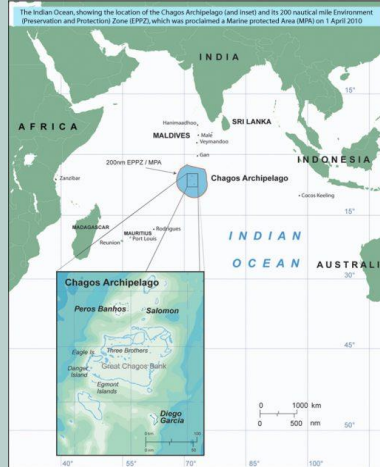 The Indian Ocean, showing the location of the Chagos Archipelago (and inset) and its 200 nautical mile Environment
(Preservation and Protection) Zone (EPPZ), which was proclaimed a Marine protected Area (MPA) on 1 April 2010
INDIA
15°
AFRICA
Hanimaadhoo
SRI LANKA
MALDIVES
Male
Veymandoo
Gan
INDONESIA
200nm EPPZ / MPA
Zanzibar
Chagos Archipelago
Cocos Keeling
MADAGASCAR
MAURITIUS
Rodrigues
Port Louis
Reunion
15°
INDIAN
OCEAN
AUSTRALI
30°
Chagos Archipelago
Peros Banhos
Salomon
Eagle Is.
Three Brothers
Great Chagos Bank
Danger
Island
Egmont
Islands
Diego
Garcia
45°
0 1000 km
0 500 nm
50°
40° 55° 70° 85° 100°